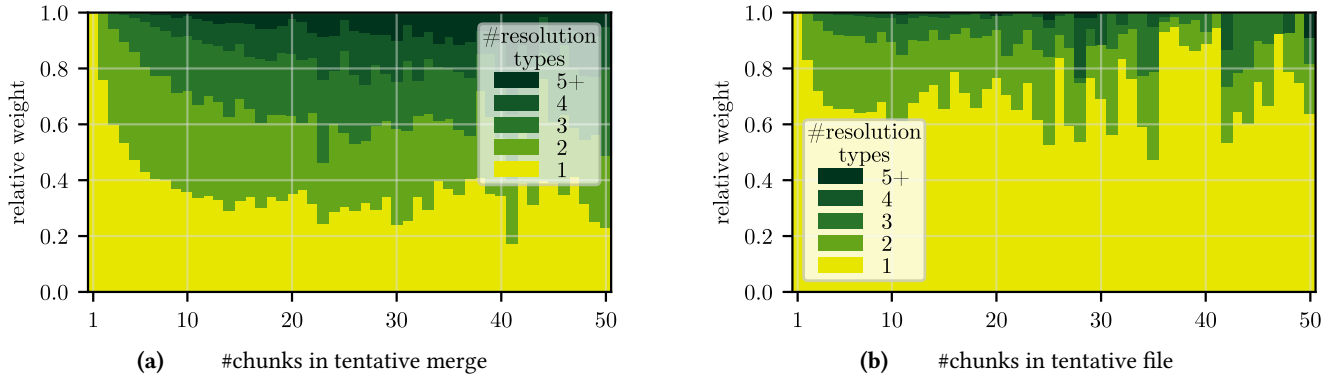 1.0
0.8
0.6
0.4
0.2
0.0
relative weight
#resolution
types
5+
4
3
2
1
1 10 20 30 40 50
(a) #chunks in tentative merge
1.0
0.8
0.6
0.4
0.2
0.0
relative weight
#resolution
types
5+
4
3
2
1
1 10 20 30 40 50
(b) #chunks in tentative file